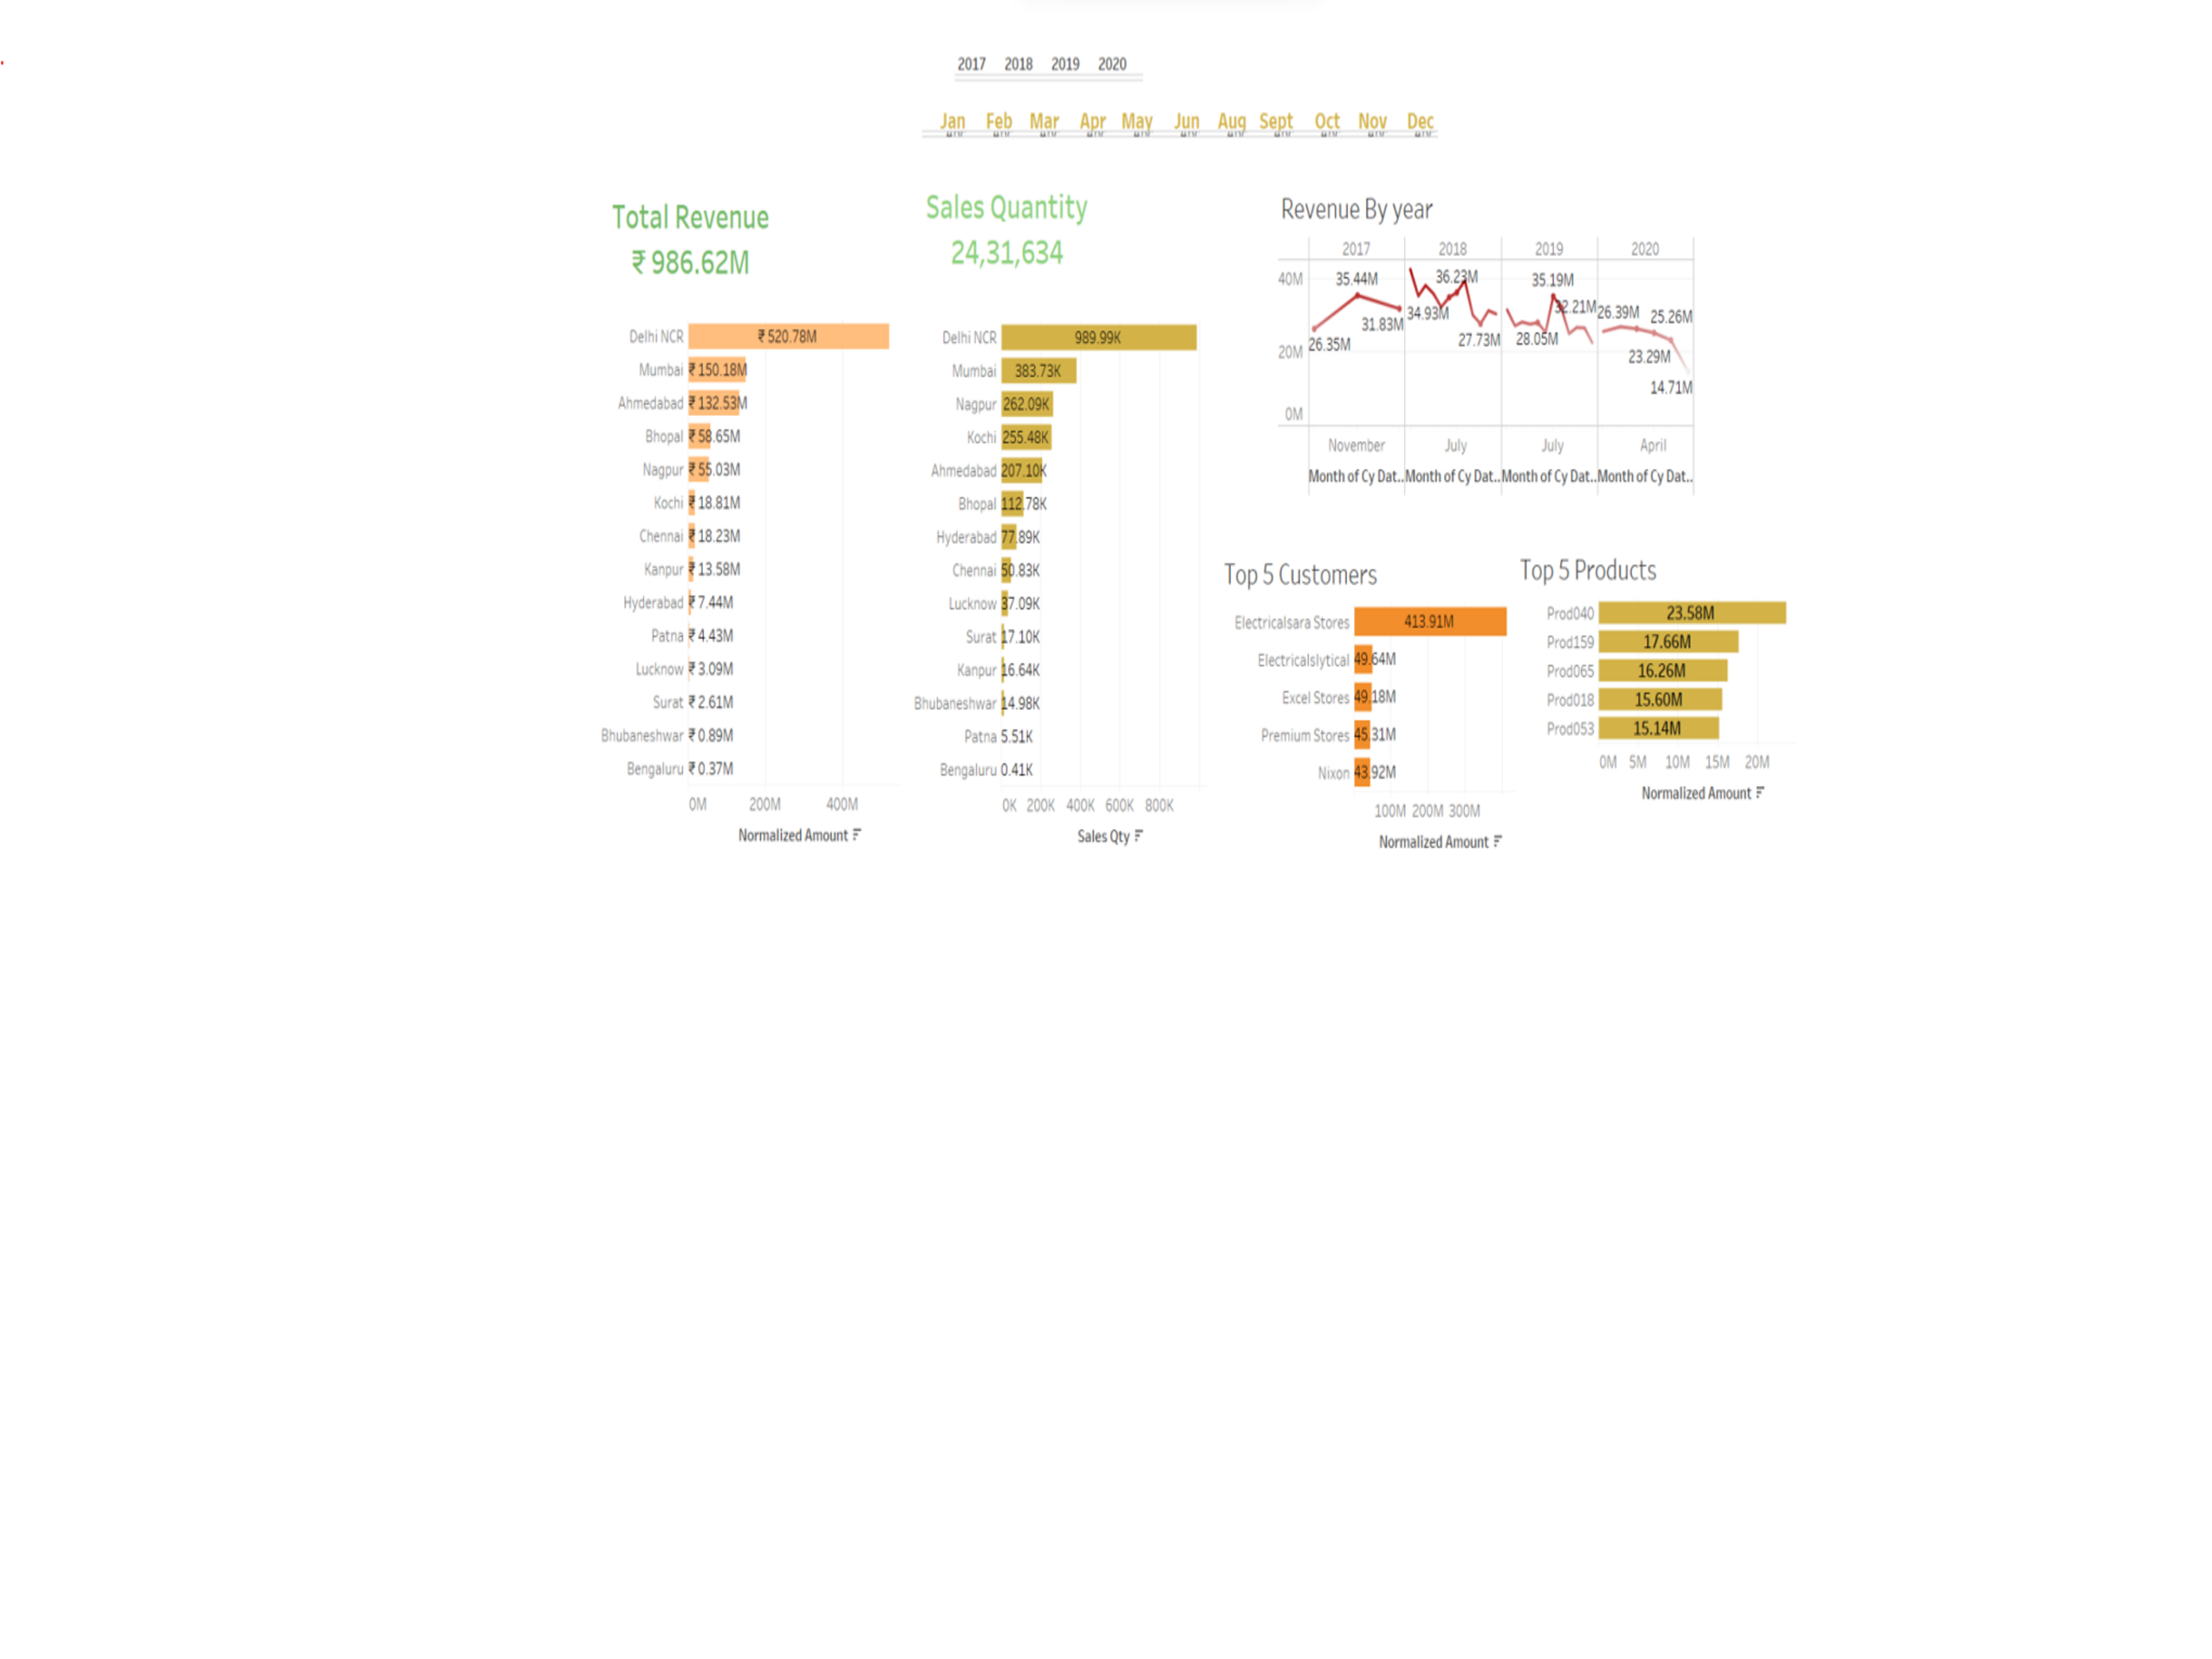 2017 2018 2019 2020
Jan Feb Mar Apr May Jun Aug Sept Oct Nov Dec
Total Revenue
₹ 986.62M
Delhi NCR ₹ 520.78M
Mumbai ₹ 150.18M
Ahmedabad ₹ 132.53M
Bhopal ₹ 58.65M
Nagpur ₹ 55.03M
Kochi ₹ 18.81M
Chennai ₹ 18.23M
Kanpur ₹ 13.58M
Hyderabad ₹ 7.44M
Patna ₹ 4.43M
Lucknow ₹ 3.09M
Surat ₹ 2.61M
Bhubaneshwar ₹ 0.89M
Bengaluru ₹ 0.37M
0M 200M 400M
Normalized Amount
Sales Quantity
24,31,634
Delhi NCR 989.99K
Mumbai 383.73K
Nagpur 262.09K
Kochi 255.48K
Ahmedabad 207.10K
Bhopal 112.78K
Hyderabad 77.89K
Chennai 50.83K
Lucknow 37.09K
Surat 17.10K
Kanpur 16.64K
Bhubaneshwar 14.98K
Patna 5.51K
Bengaluru 0.41K
0K 200K 400K 600K 800K
Sales Qty
Revenue By year
2017 2018 2019 2020
40M 35.44M 36.23M 35.19M
31.83M 34.93M 32.21M 26.39M 25.26M
20M 26.35M 27.73M 28.05M 23.29M
14.71M
0M
November July July April
Month of Cy Dat.. Month of Cy Dat.. Month of Cy Dat.. Month of Cy Dat..
Top 5 Customers
Electricalsara Stores 413.91M
Electricalslytical 49.64M
Excel Stores 49.18M
Premium Stores 45.31M
Nixon 43.92M
100M 200M 300M
Normalized Amount
Top 5 Products
Prod040 23.58M
Prod159 17.66M
Prod065 16.26M
Prod018 15.60M
Prod053 15.14M
0M 5M 10M 15M 20M
Normalized Amount